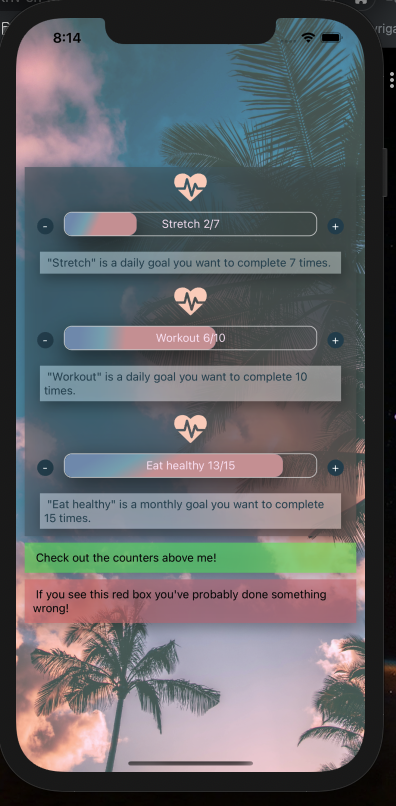 8:14
Stretch 2/7
-
+
"Stretch" is a daily goal you want to complete 7 times.
Workout 6/10
-
+
"Workout" is a daily goal you want to complete 10
times.
Eat healthy 13/15
-
+
"Eat healthy" is a monthly goal you want to complete
15 times.
Check out the counters above me!
If you see this red box you've probably done something
wrong!